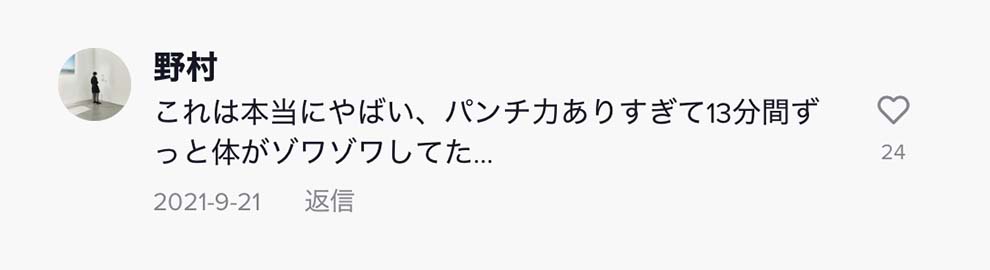 野村
これは本当にやばい、パンチ力ありすぎて13分間ず
っと体がゾワゾワしてた...
24
2021-9-21 返信